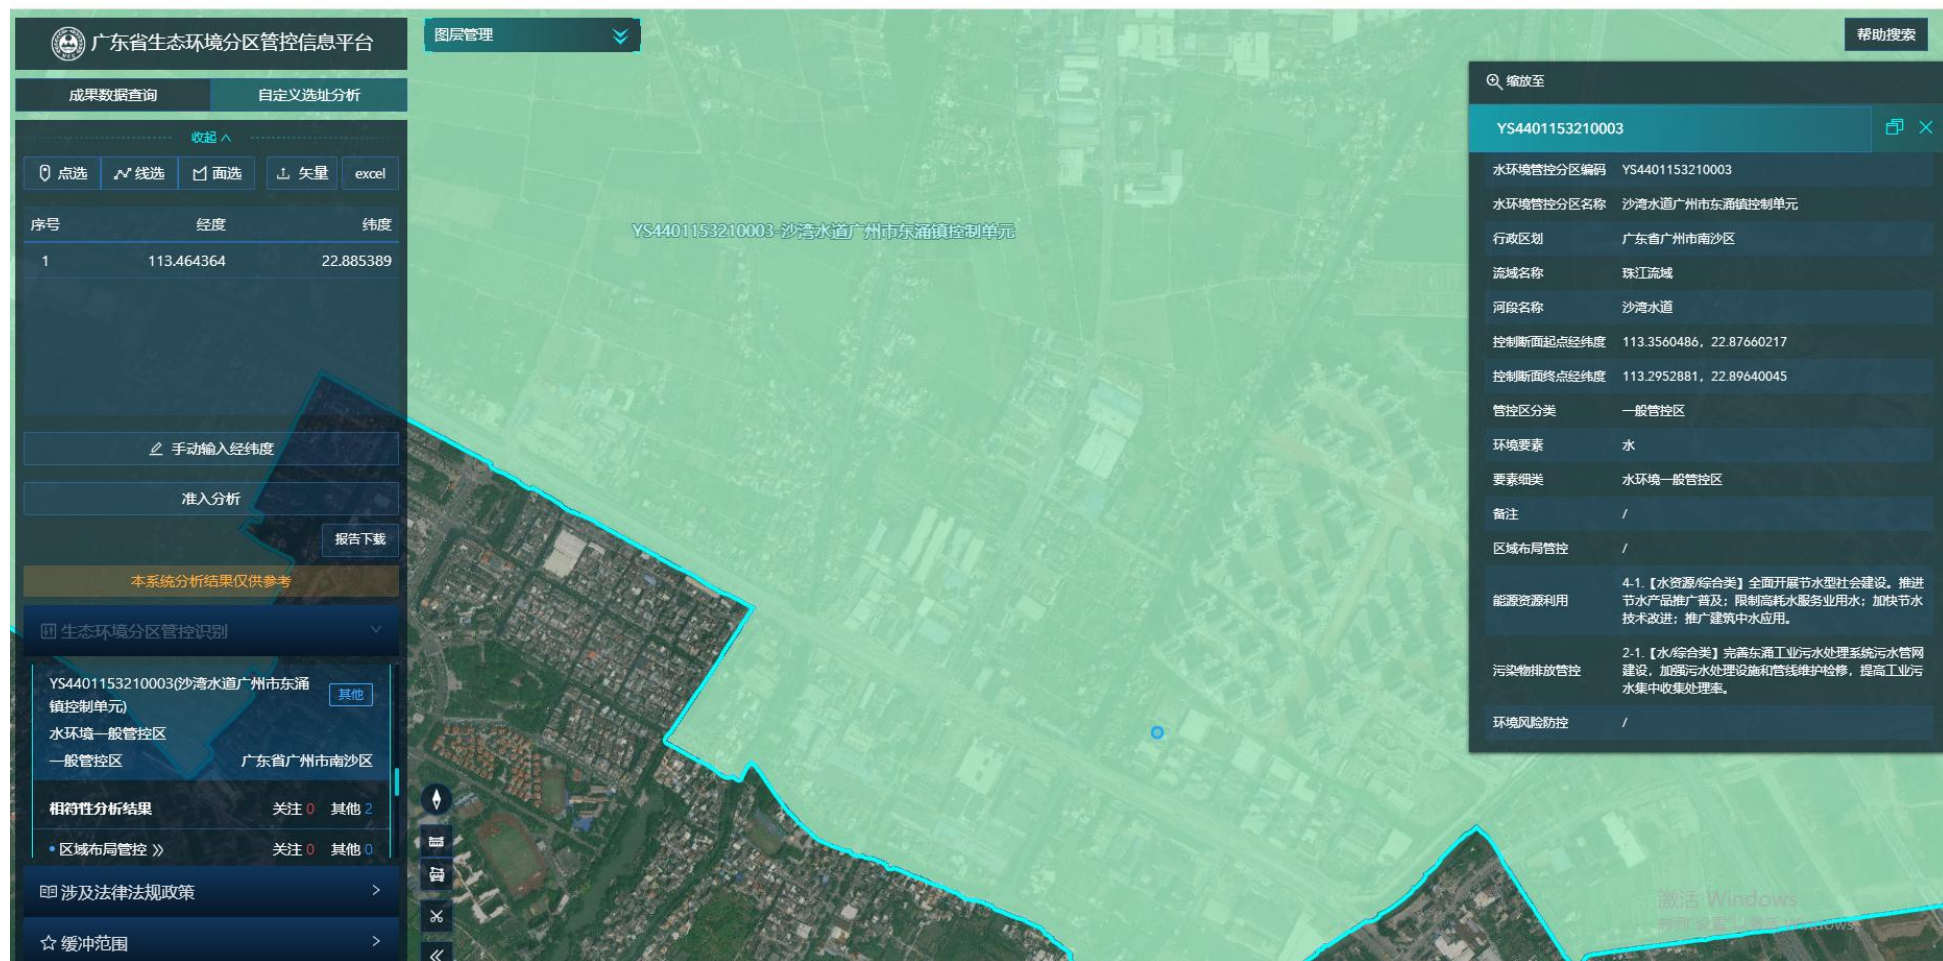 广东省生态环境分区管控信息平台
成果数据查询
自定义选址分析
收起
点选
线选
面选
矢量
excel
序号 经度 纬度
1 113.464364 22.885389
手动输入经纬度
准入分析
报告下载
本系统分析结果仅供参考
生态环境分区管控识别
YS4401153210003(沙湾水道广州市东涌
镇控制单元)
其他
水环境一般管控区
一般管控区 广东省广州市南沙区
相符性分析结果 关注 0 其他 2
• 区域布局管控 》 关注 0 其他 0
涉及法律法规政策
缓冲范围
图层管理
YS4401153210003-沙湾水道广州市东涌镇控制单元
帮助搜索
缩放至
YS4401153210003
水环境管控分区编码 YS4401153210003
水环境管控分区名称 沙湾水道广州市东涌镇控制单元
行政区划 广东省广州市南沙区
流域名称 珠江流域
河段名称 沙湾水道
控制断面起点经纬度 113.3560486，22.87660217
控制断面终点经纬度 113.2952881，22.89640045
管控区分类 一般管控区
环境要素 水
要素细类 水环境一般管控区
备注 /
区域布局管控 /
能源资源利用
4-1.【水资源/综合类】全面开展节水型社会建设。推进
节水产品推广普及；限制高耗水服务业用水；加快节水
技术改进；推广建筑中水应用。
污染物排放管控
2-1.【水/综合类】完善东涌工业污水处理系统污水管网
建设，加强污水处理设施和管线维护检修，提高工业污
水集中收集处理率。
环境风险防控 /
激活 Windows